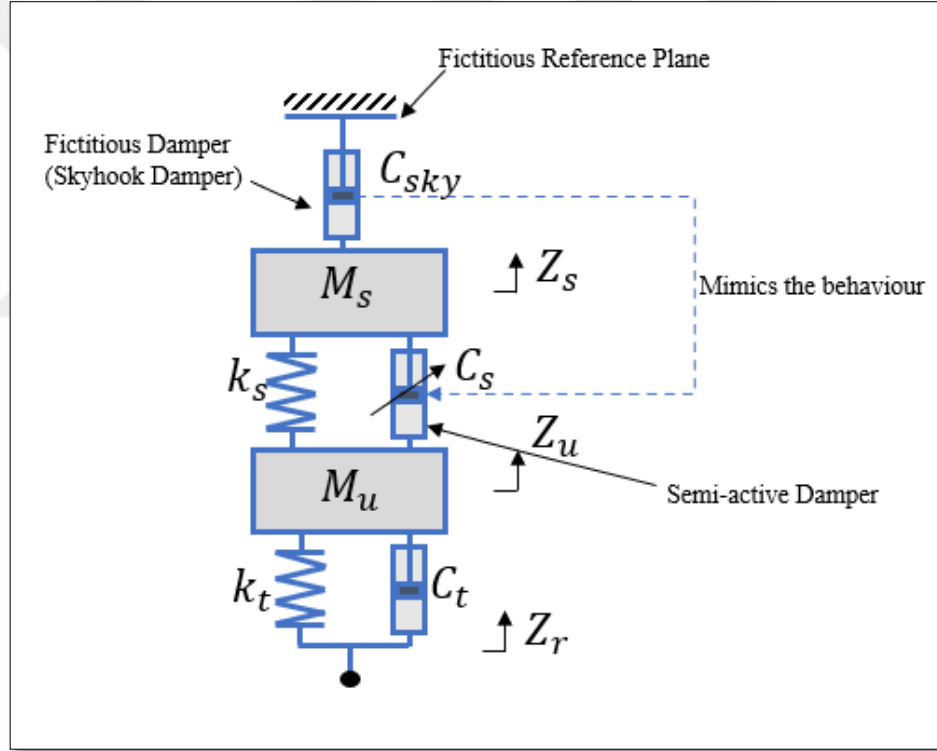 Fictitious Reference Plane
Fictitious Damper
(Skyhook Damper)
C_sky
M_s
Z_s
Mimics the behaviour
k_s
C_s
Z_u
M_u
Semi-active Damper
k_t
C_t
Z_r